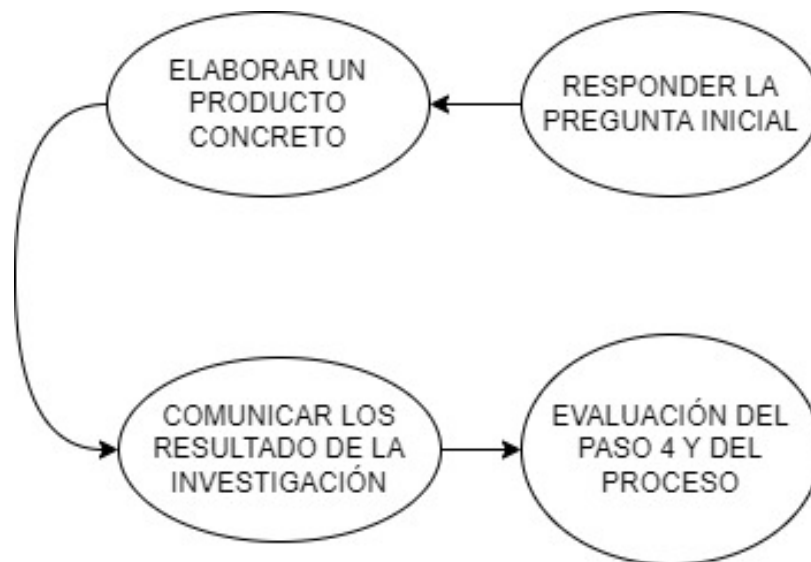 ELABORAR UN
PRODUCTO
CONCRETO
RESPONDER LA
PREGUNTA INICIAL
COMUNICAR LOS
RESULTADO DE LA
INVESTIGACIÓN
EVALUACIÓN DEL
PASO 4 Y DEL
PROCESO